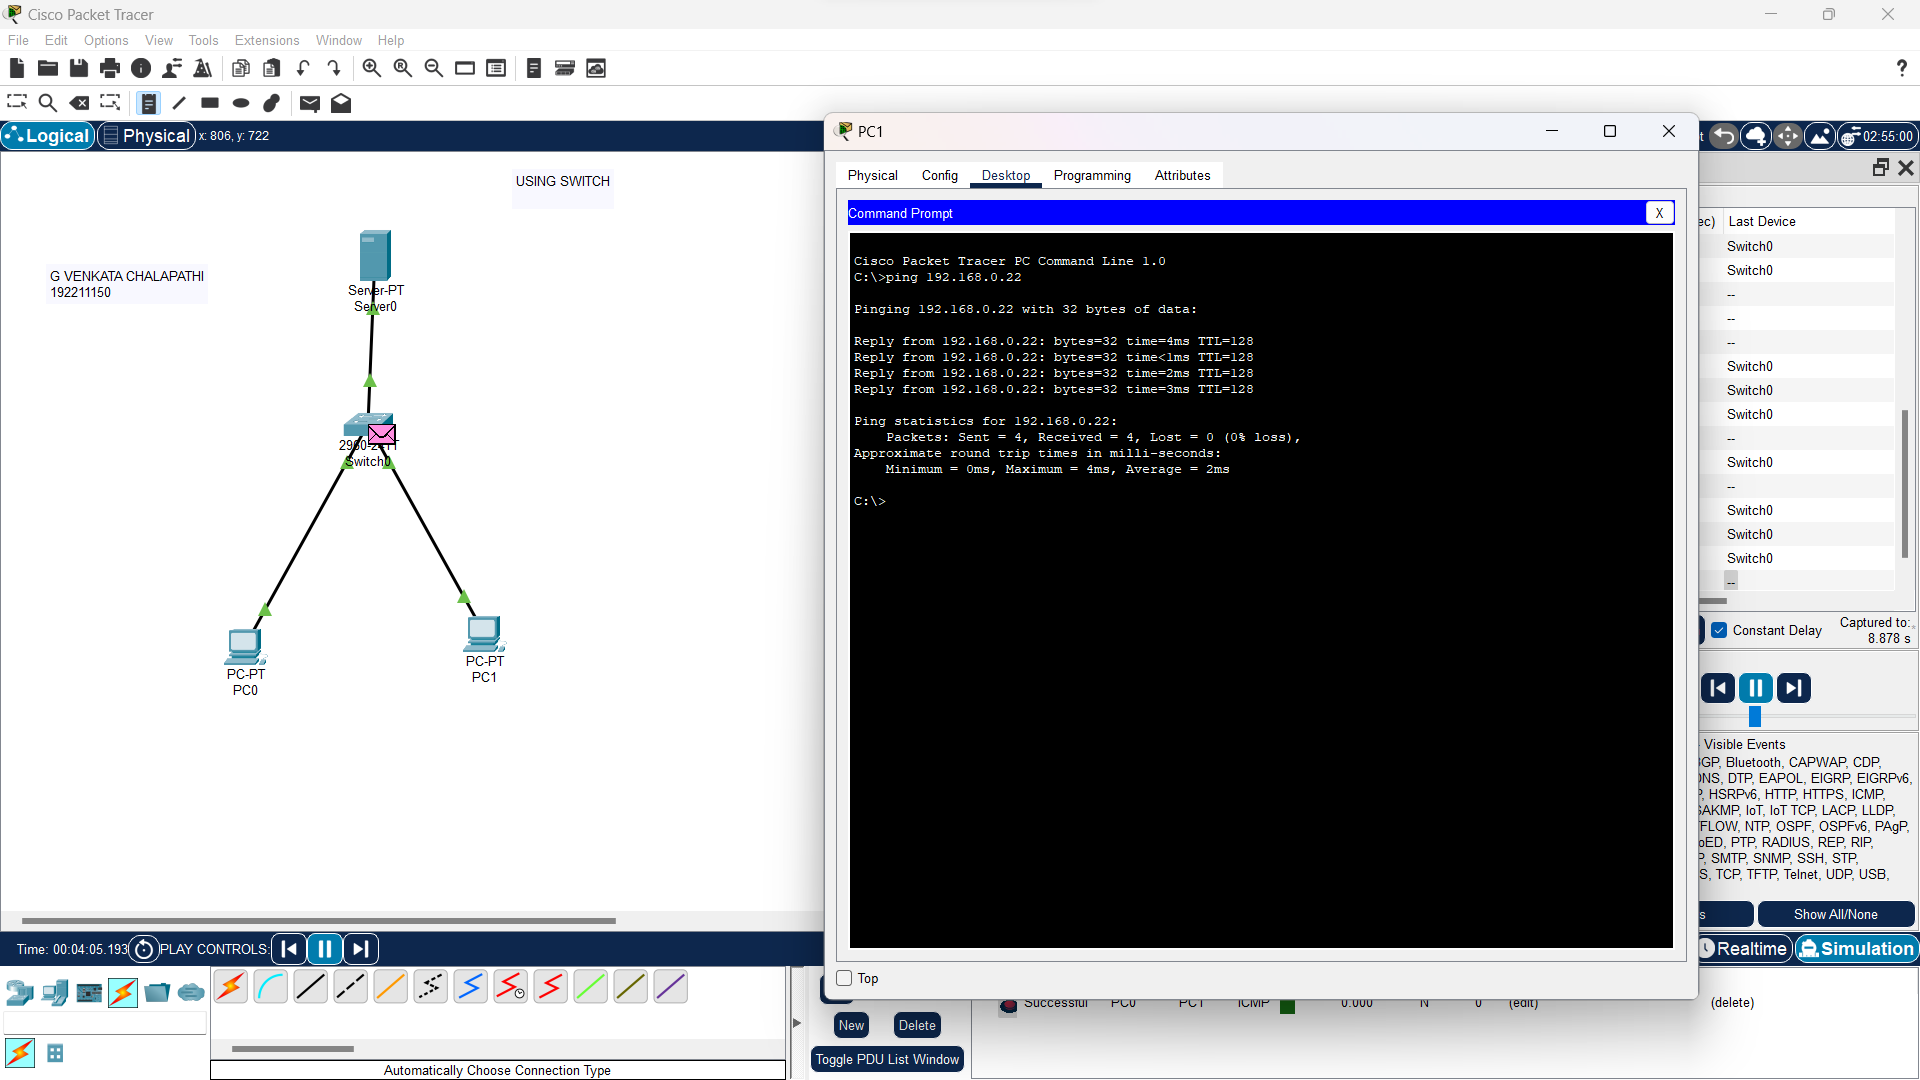 Cisco Packet Tracer
File Edit Options View Tools Extensions Window Help
?
Logical Physical x: 806, y: 722
02:55:00
USING SWITCH
G VENKATA CHALAPATHI
192211150
Server-PT
Server0
Switch0
PC-PT
PC0
PC-PT
PC1
PC1
Physical Config Desktop Programming Attributes
Command Prompt X
Cisco Packet Tracer PC Command Line 1.0
C:\>ping 192.168.0.22
Pinging 192.168.0.22 with 32 bytes of data:
Reply from 192.168.0.22: bytes=32 time=4ms TTL=128
Reply from 192.168.0.22: bytes=32 time<1ms TTL=128
Reply from 192.168.0.22: bytes=32 time=2ms TTL=128
Reply from 192.168.0.22: bytes=32 time=3ms TTL=128
Ping statistics for 192.168.0.22:
Packets: Sent = 4, Received = 4, Lost = 0 (0% loss),
Approximate round trip times in milli-seconds:
Minimum = 0ms, Maximum = 4ms, Average = 2ms
C:\>
Top
ec) Last Device
Switch0
Switch0
--
--
--
Switch0
Switch0
Switch0
--
Switch0
--
Switch0
Switch0
Switch0
--
Constant Delay
Captured to:
8.878 s
Visible Events
Bluetooth, CAPWAP, CDP,
DTP, EAPOL, EIGRP, EIGRPv6,
HSRPv6, HTTP, HTTPS, ICMP,
IoT, IoT TCP, LACP, LLDP,
NTP, OSPF, OSPFv6, PAgP,
PTP, RADIUS, REP, RIP,
SMTP, SNMP, SSH, STP,
TCP, TFTP, Telnet, UDP, USB,
Show All/None
Time: 00:04:05.193 PLAY CONTROLS:
Realtime Simulation
Automatically Choose Connection Type
New Delete
Toggle PDU List Window
Successful PC0 PC1 ICMP 0.000 N 0 (edit) (delete)